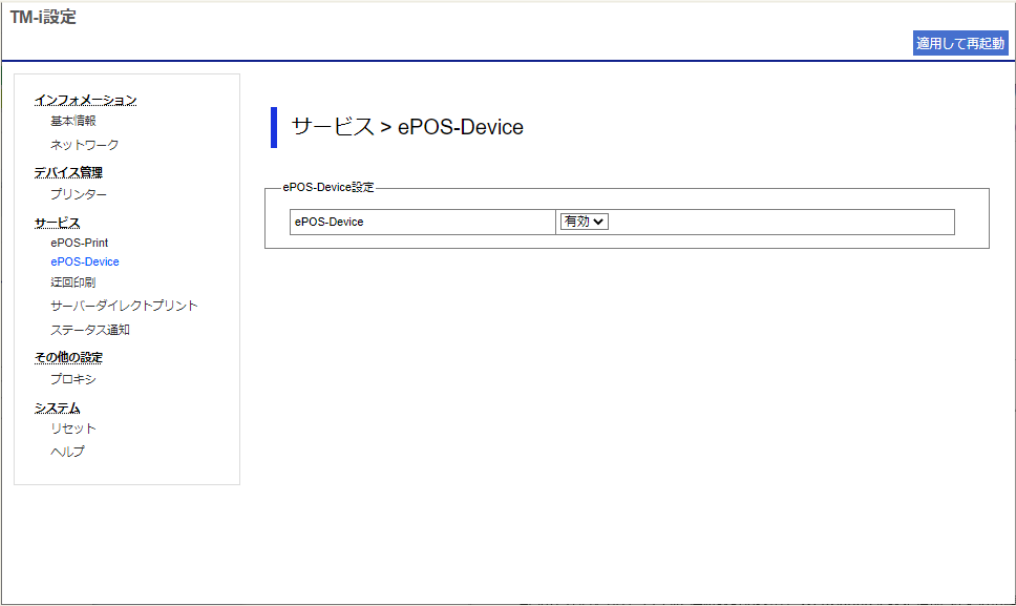 TM-i設定
適用して再起動
インフォメーション
基本情報
ネットワーク
デバイス管理
プリンター
サービス
ePOS-Print
ePOS-Device
迂回印刷
サーバーダイレクトプリント
ステータス通知
その他の設定
プロキシ
システム
リセット
ヘルプ
サービス > ePOS-Device
ePOS-Device設定
ePOS-Device 有効